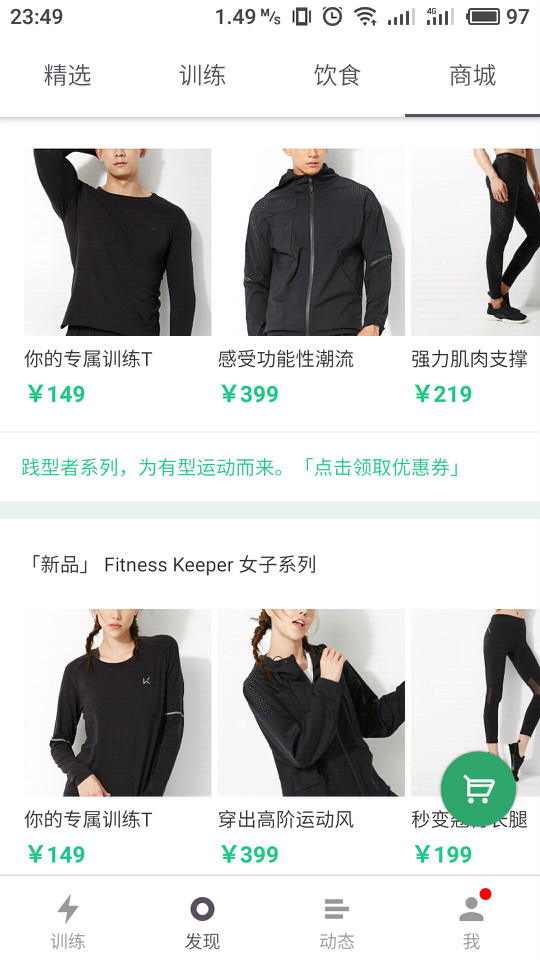 23:49
1.49 M/s
4G
97
精选
训练
饮食
商城
你的专属训练T
感受功能性潮流
强力肌肉支撑
￥149
￥399
￥219
践型者系列，为有型运动而来。「点击领取优惠券」
「新品」 Fitness Keeper 女子系列
你的专属训练T
穿出高阶运动风
秒变
长腿
￥149
￥399
￥199
训练
发现
动态
我